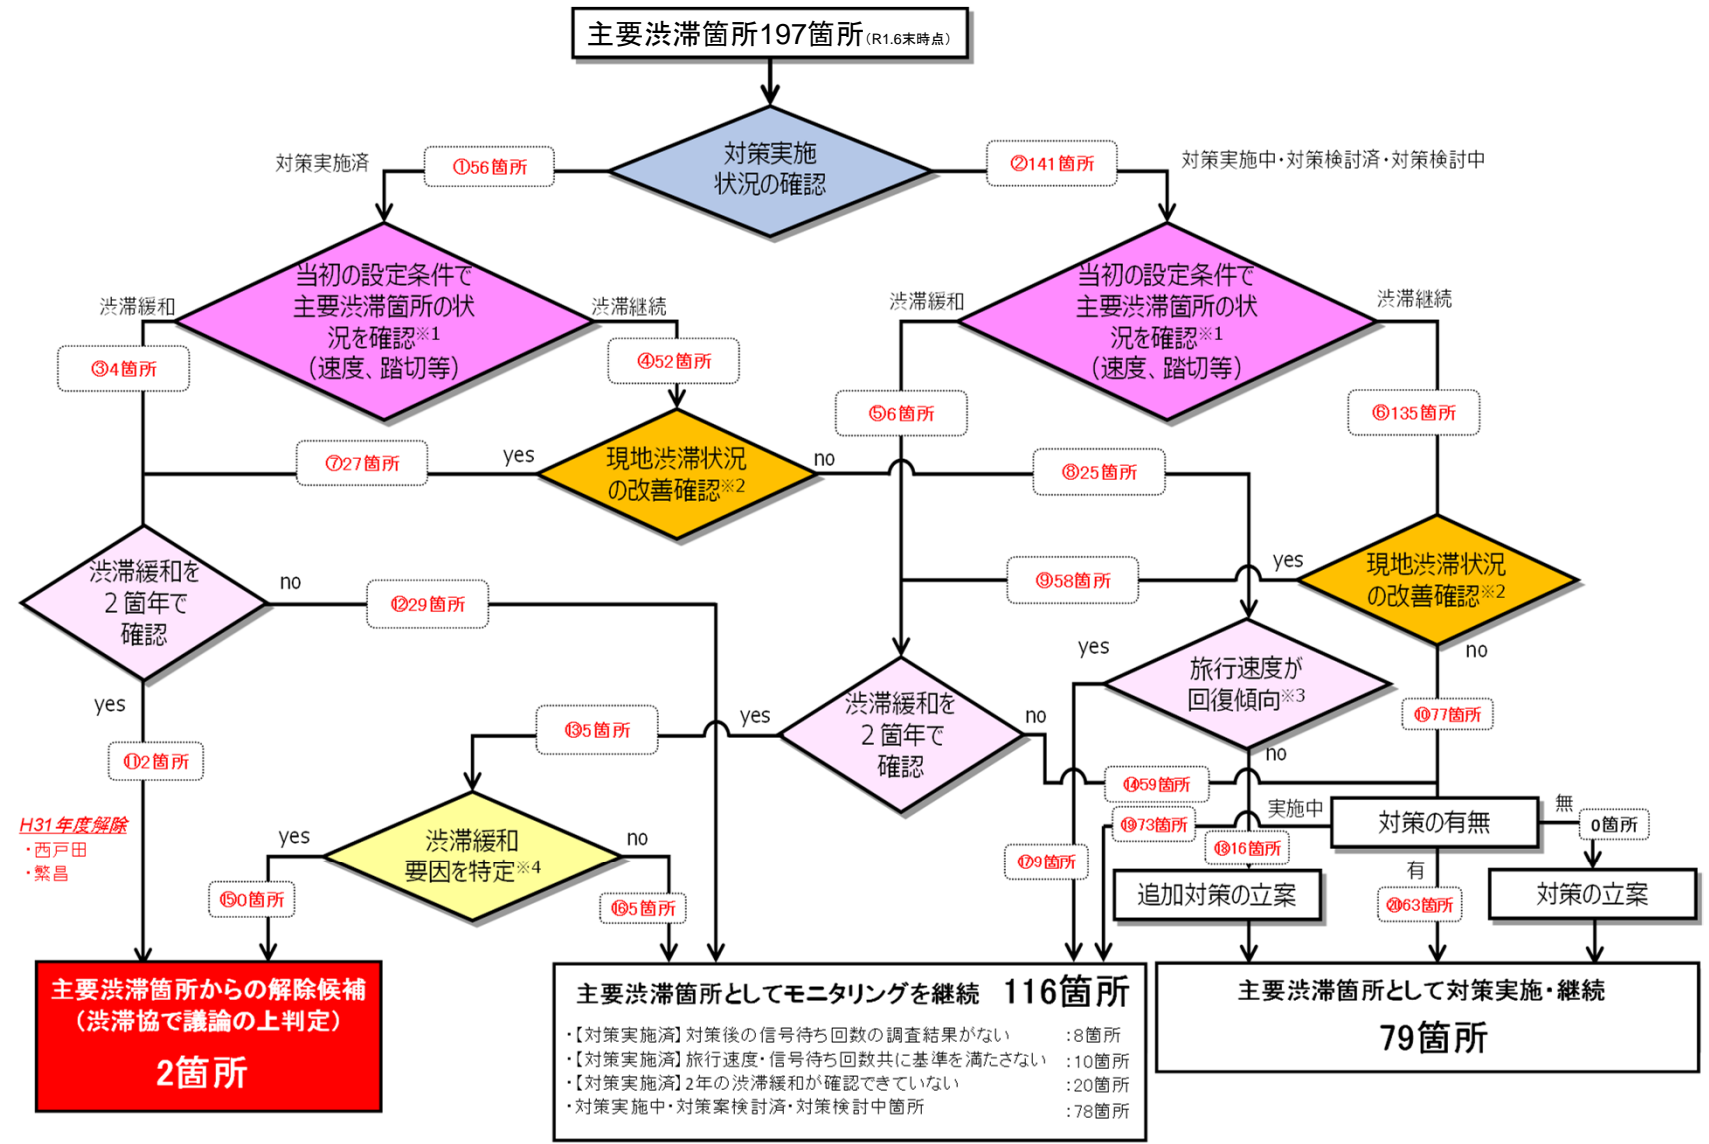 主要渋滞箇所197箇所(R1.6末時点)
対策実施
状況の確認
対策実施済
①56箇所
②141箇所
対策実施中・対策検討済・対策検討中
当初の設定条件で
主要渋滞箇所の状
況を確認※1
(速度、踏切等)
渋滞緩和
渋滞継続
③4箇所
④52箇所
当初の設定条件で
主要渋滞箇所の状
況を確認※1
(速度、踏切等)
渋滞緩和
渋滞継続
⑤6箇所
⑥135箇所
現地渋滞状況
の改善確認※2
yes
⑦27箇所
no
⑧25箇所
現地渋滞状況
の改善確認※2
yes
⑨58箇所
no
⑩77箇所
渋滞緩和を
2箇年で
確認
no
⑫29箇所
yes
⑪2箇所
H31年度解除
・西戸田
・繁昌
旅行速度が
回復傾向※3
yes
no
渋滞緩和を
2箇年で
確認
yes
⑬5箇所
no
⑭59箇所
渋滞緩和
要因を特定※4
yes
⑮0箇所
no
⑯5箇所
⑰9箇所
⑱16箇所
⑲73箇所
実施中
対策の有無
無
0箇所
有
⑳63箇所
追加対策の立案
対策の立案
主要渋滞箇所からの解除候補
(渋滞協で議論の上判定)
2箇所
主要渋滞箇所としてモニタリングを継続 116箇所
・【対策実施済】対策後の信号待ち回数の調査結果がない :8箇所
・【対策実施済】旅行速度・信号待ち回数共に基準を満たさない :10箇所
・【対策実施済】2年の渋滞緩和が確認できていない :20箇所
・対策実施中・対策案検討済・対策検討中箇所 :78箇所
主要渋滞箇所として対策実施・継続
79箇所